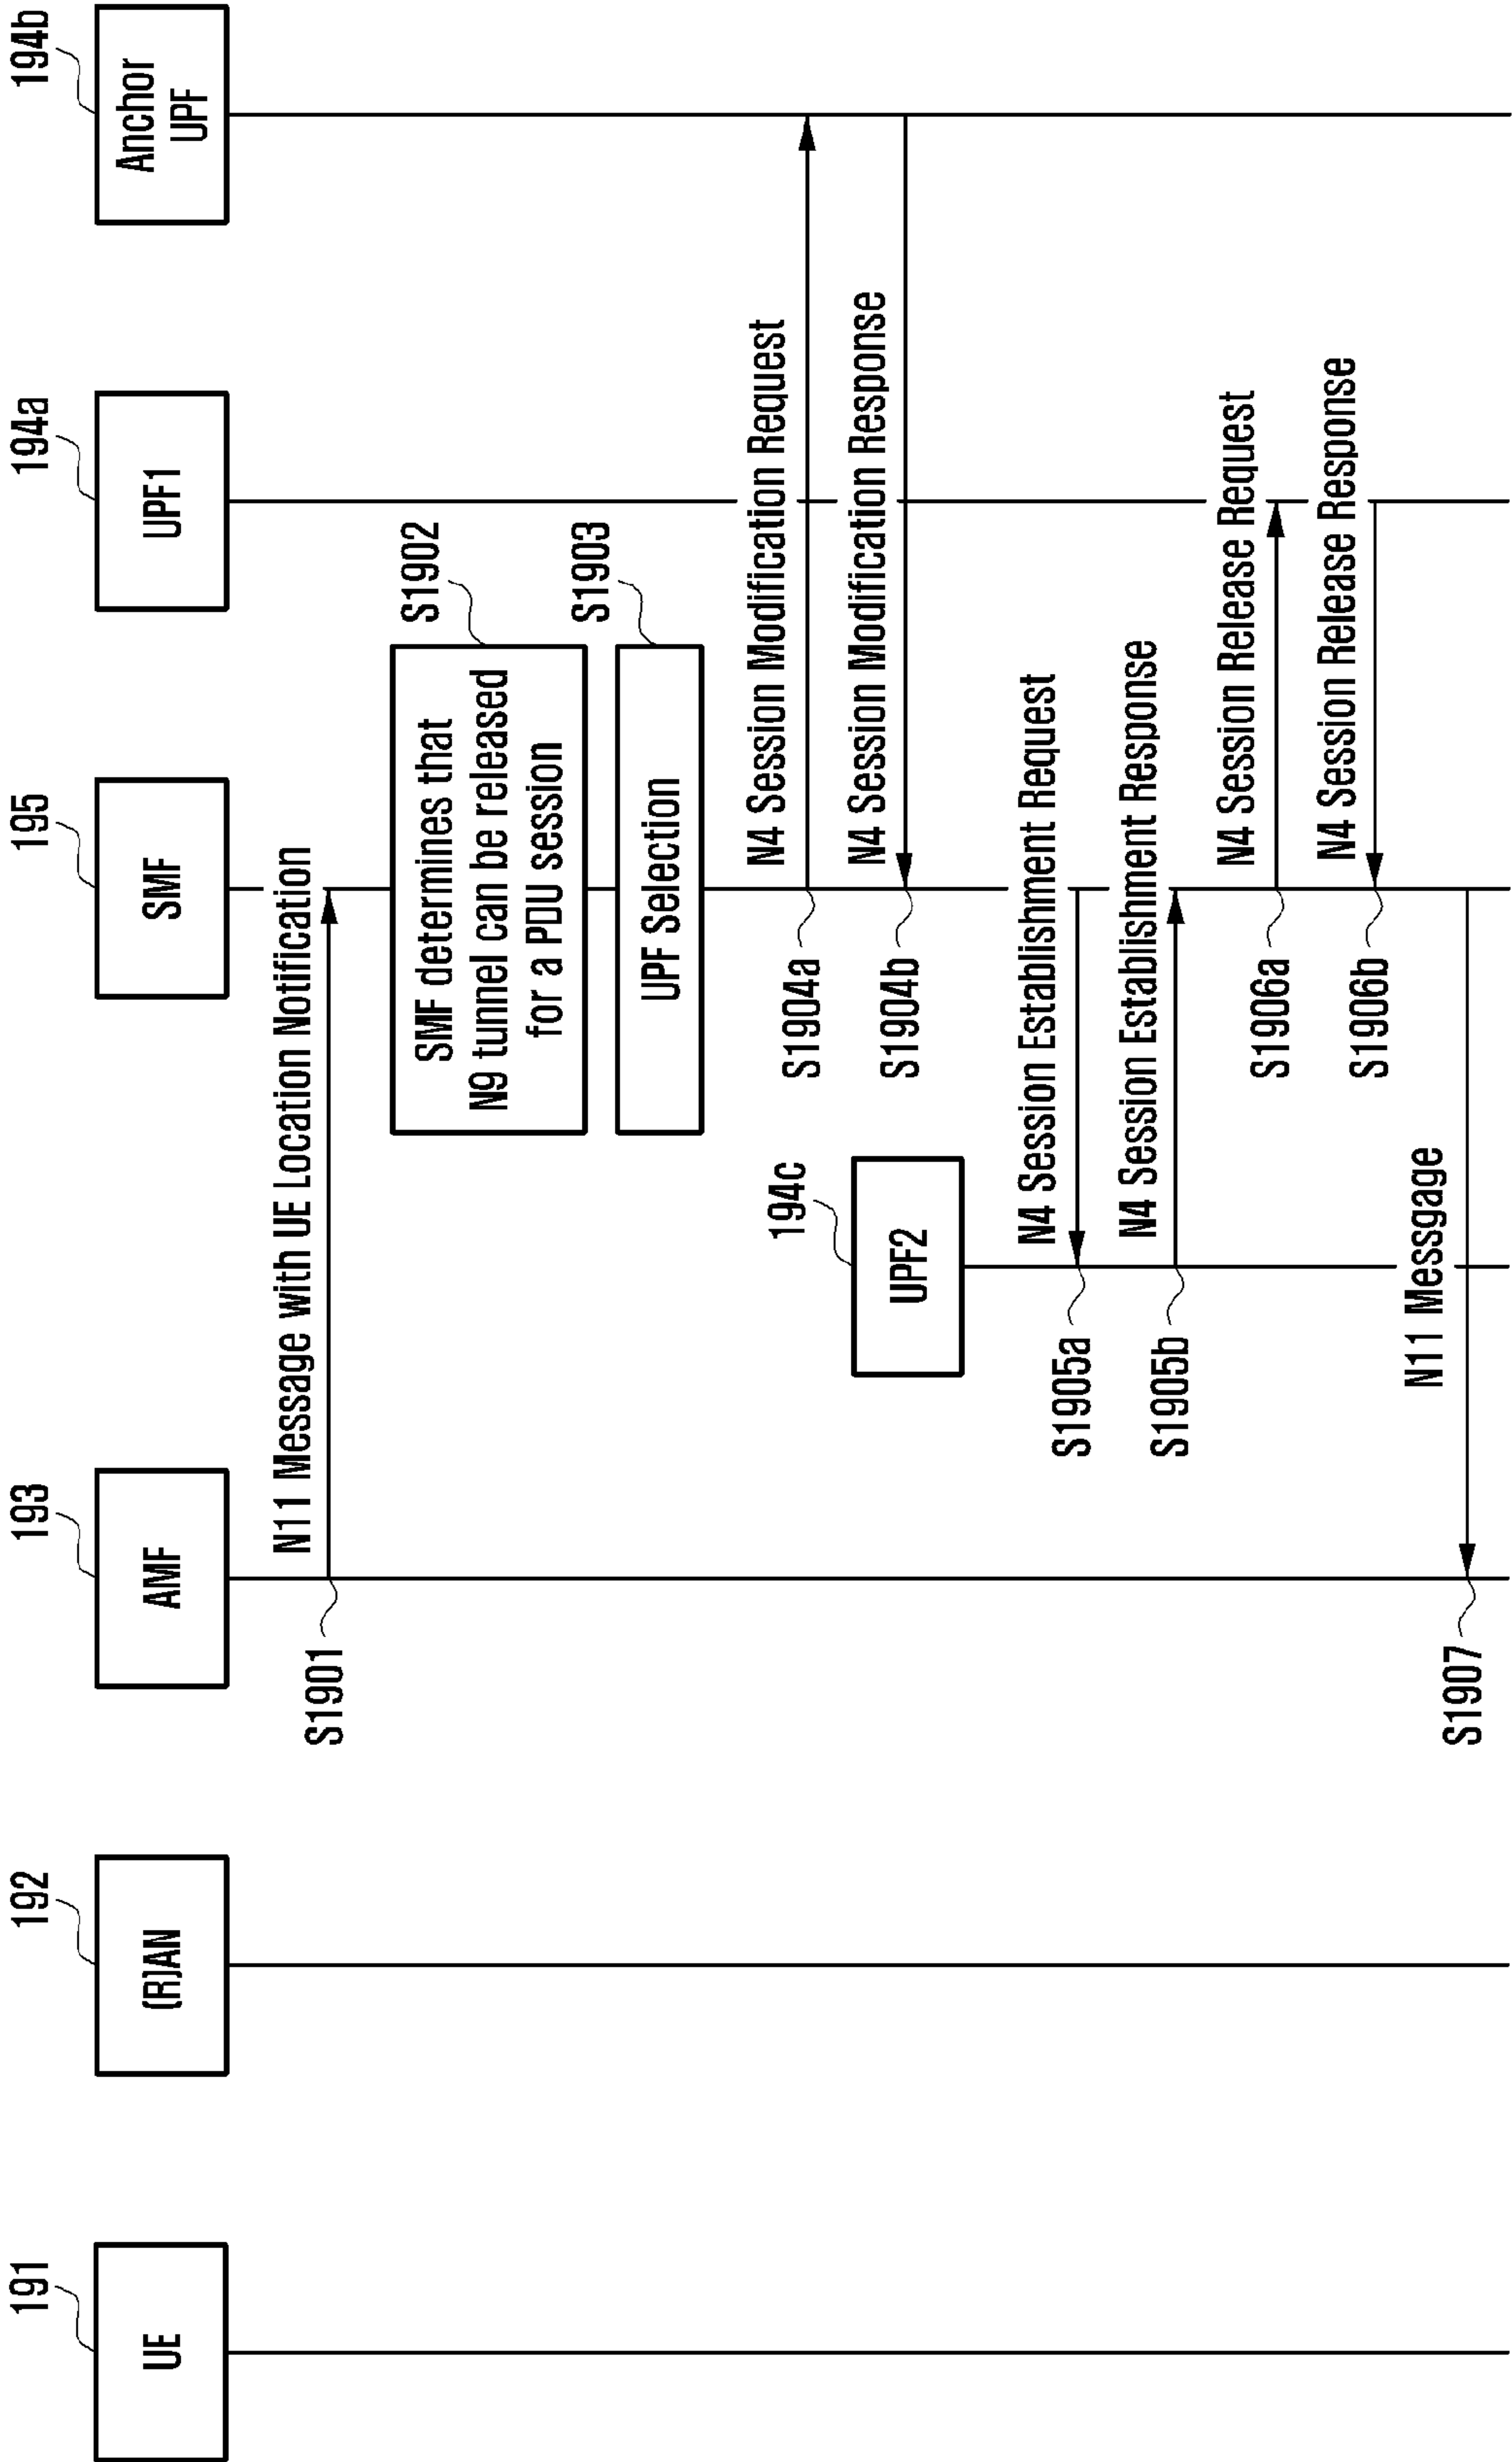 191
192
193
195
194a
194b
UE
(R)AN
AMF
SMF
UPF1
Anchor
UPF
N11 Message with UE Location Notification
S1901
S1902
SMF determines that
N9 tunnel can be released
for a PDU session
S1903
UPF Selection
N4 Session Modification Request
S1904a
N4 Session Modification Response
S1904b
194c
UPF2
N4 Session Establishment Request
S1905a
N4 Session Establishment Response
S1905b
N4 Session Release Request
S1906a
N4 Session Release Response
S1906b
N11 Messgage
S1907